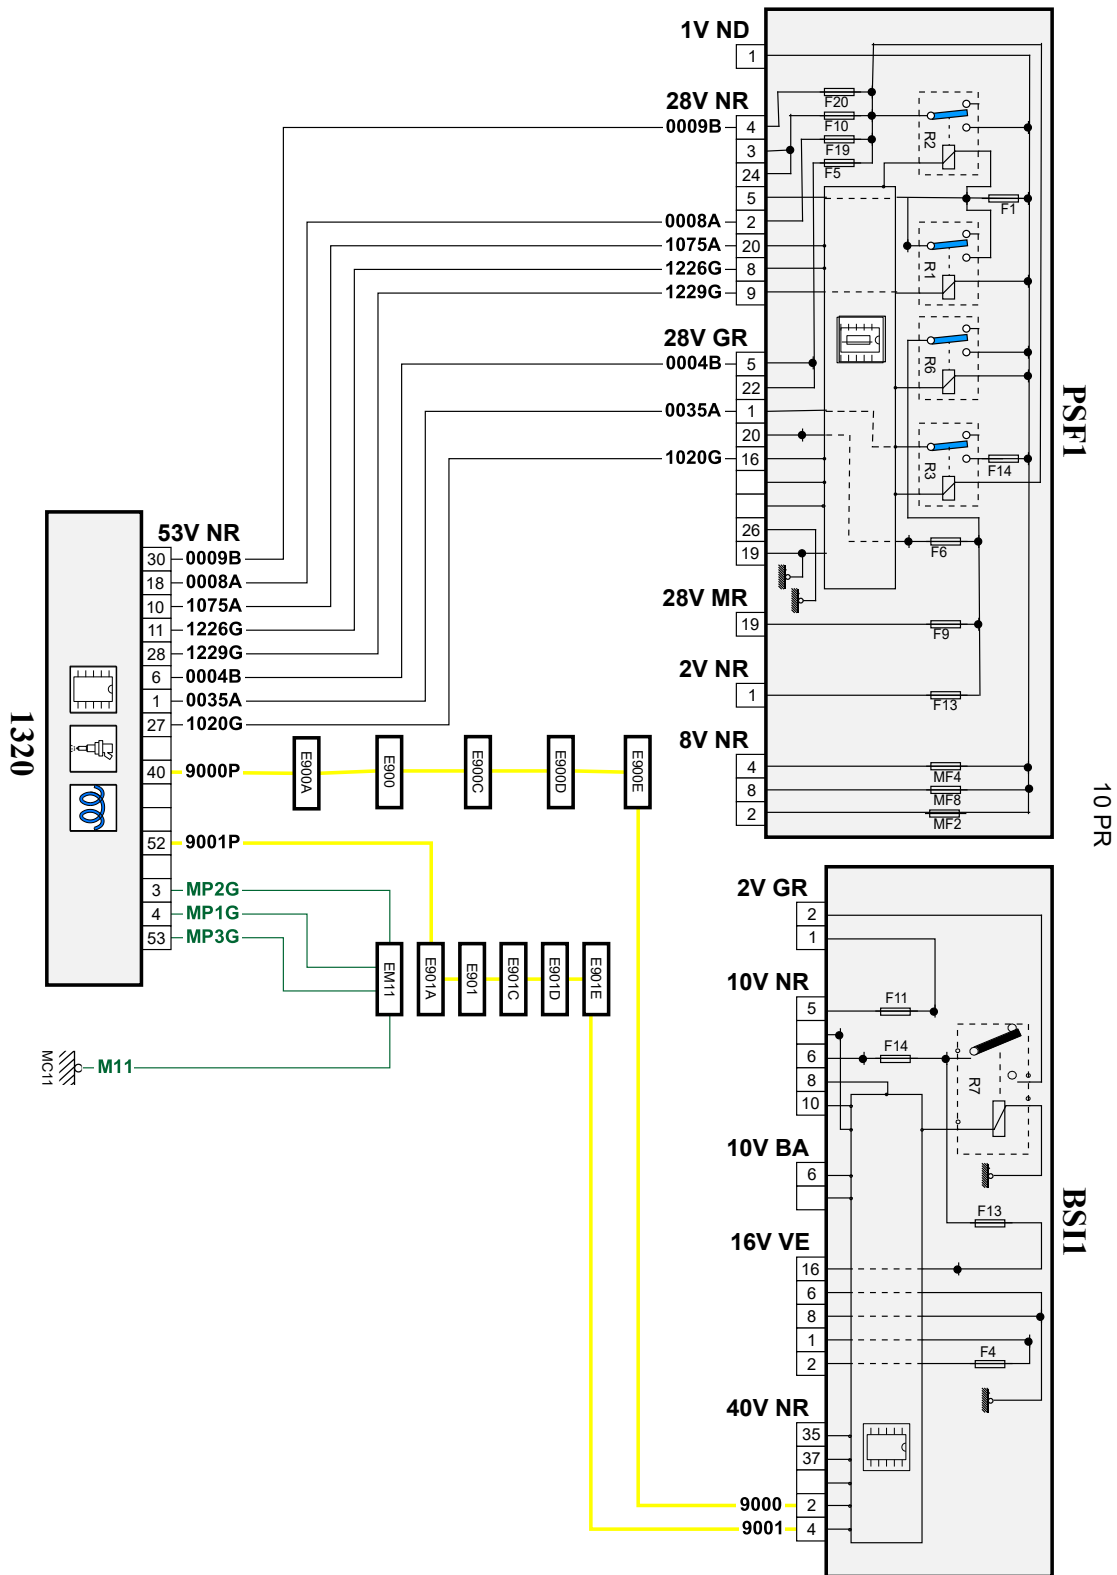 1V ND
1
28V NR
0009B 4
3
24
5
0008A 2
1075A 20
1226G 8
1229G 9
28V GR
0004B 5
22
0035A 1
20
1020G 16
26
19
28V MR
19
2V NR
1
8V NR
4
8
2
F20
F10
F19
F5
R2
F1
R1
R6
R3
F14
F6
F9
F13
MF4
MF8
MF2
PSF1
10 PR
53V NR
30 0009B
18 0008A
10 1075A
11 1226G
28 1229G
6 0004B
1 0035A
27 1020G
40 9000P
52 9001P
3 MP2G
4 MP1G
53 MP3G
1320
E900A
E900
E900C
E900D
E900E
EM11
E901A
E901
E901C
E901D
E901E
MC11
M11
2V GR
2
1
10V NR
5
6
8
10
10V BA
6
16V VE
16
6
8
1
2
40V NR
35
37
9000 2
9001 4
F11
F14
R7
F13
F4
BSI1